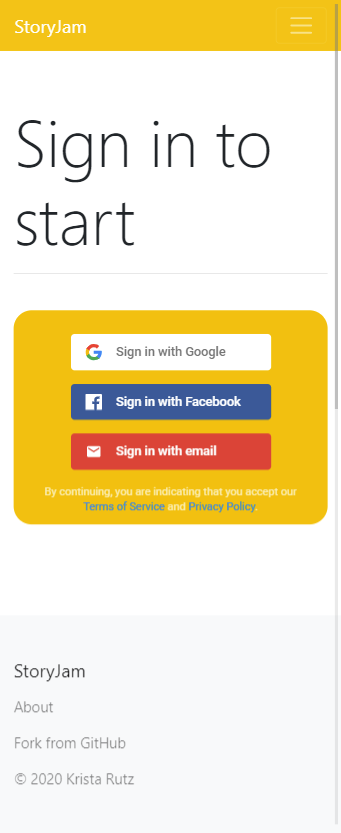 StoryJam
Sign in to
start
Sign in with Google
Sign in with Facebook
Sign in with email
By continuing, you are indicating that you accept our
Terms of Service and Privacy Policy.
StoryJam
About
Fork from GitHub
© 2020 Krista Rutz